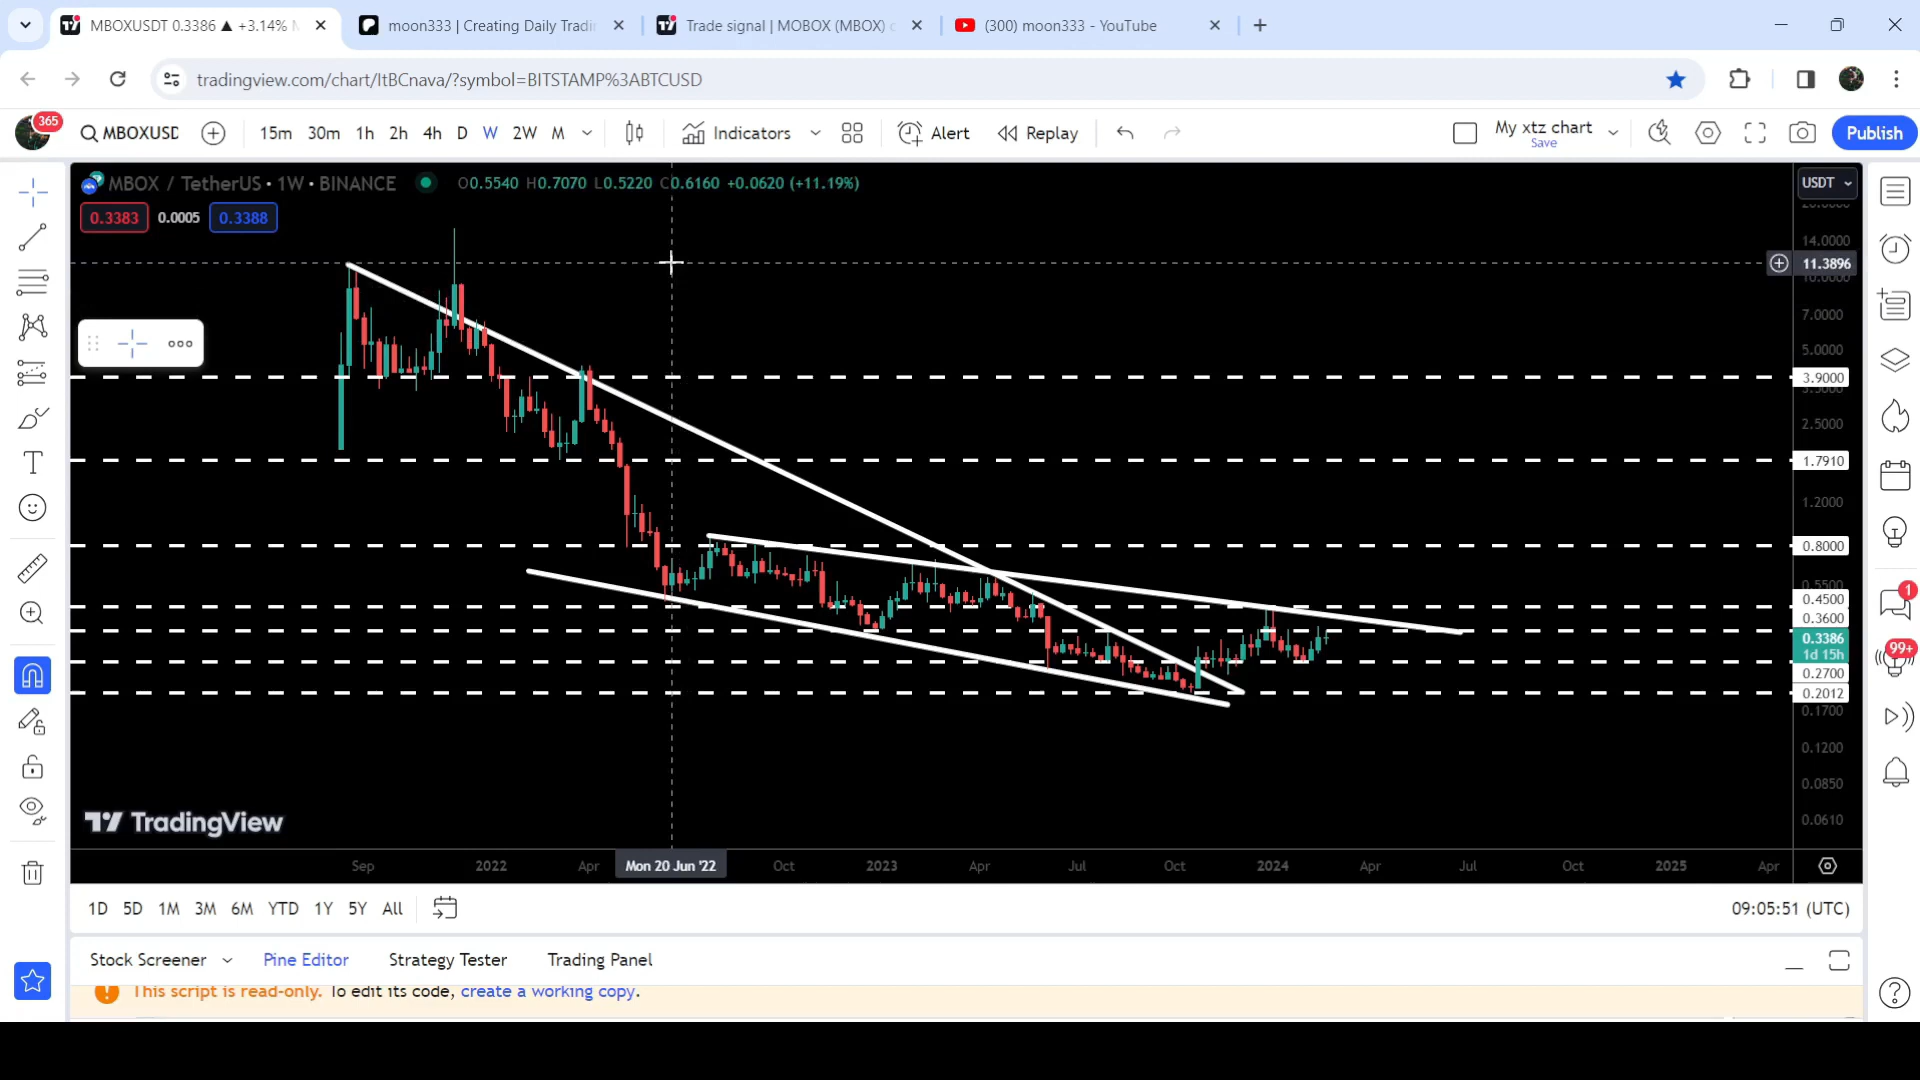 MBOXUSDT 0.3386 ▲ +3.14%
moon333 | Creating Daily Tradin
Trade signal | MOBOX (MBOX) c
(300) moon333 - YouTube
tradingview.com/chart/ItBCnava/?symbol=BITSTAMP%3ABTCUSD
365
MBOXUSD
15m 30m 1h 2h 4h D W 2W M
Indicators
Alert
Replay
My xtz chart
Save
Publish
MBOX / TetherUS • 1W • BINANCE
O0.5540 H0.7070 L0.5220 C0.6160 +0.0620 (+11.19%)
USDT
0.3383 0.0005 0.3388
14.0000
11.3896
7.0000
5.0000
3.9000
2.5000
1.7910
1.2000
0.8000
0.5500
0.4500
0.3600
0.3386
1d 15h
0.2700
0.2012
0.1700
0.1200
0.0850
0.0610
1
99+
TradingView
Sep 2022 Apr Mon 20 Jun '22 Oct 2023 Apr Jul Oct 2024 Apr Jul Oct 2025 Apr
1D 5D 1M 3M 6M YTD 1Y 5Y All
09:05:51 (UTC)
Stock Screener Pine Editor Strategy Tester Trading Panel
This script is read-only. To edit its code, create a working copy.